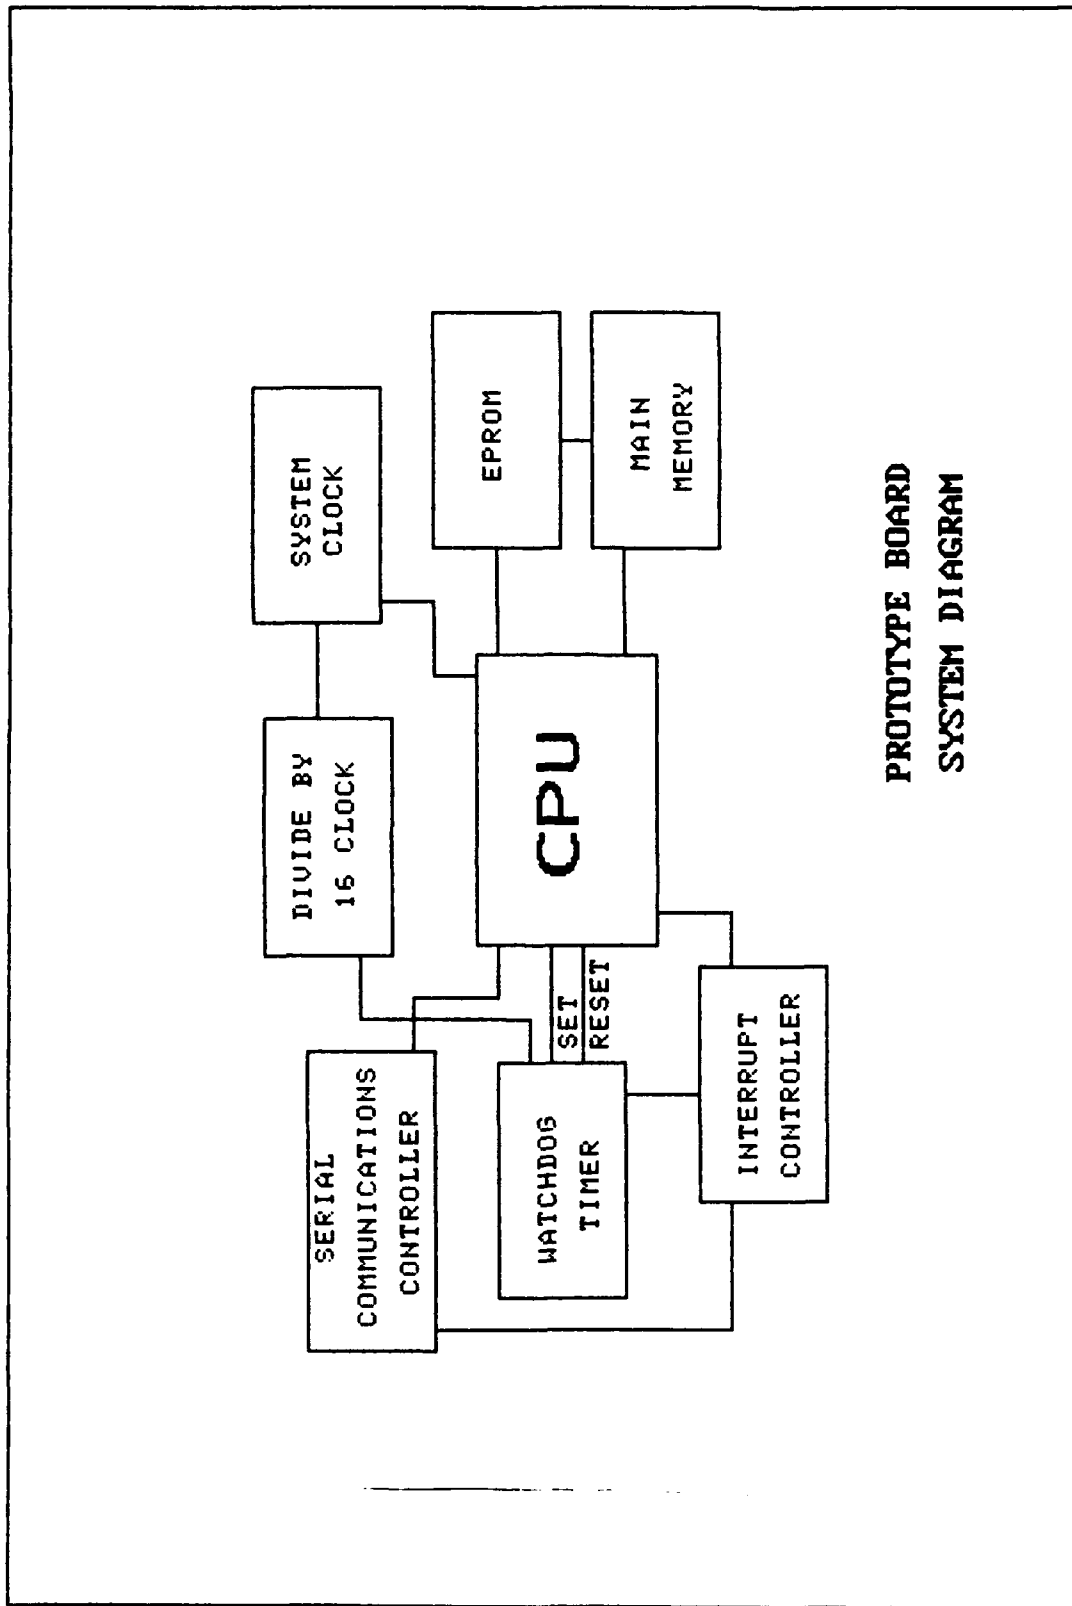 SERIAL
COMMUNICATIONS
CONTROLLER
DIVIDE BY
16 CLOCK
SYSTEM
CLOCK
WATCHDOG
TIMER
SET
RESET
CPU
EPROM
MAIN
MEMORY
INTERRUPT
CONTROLLER
PROTOTYPE BOARD
SYSTEM DIAGRAM